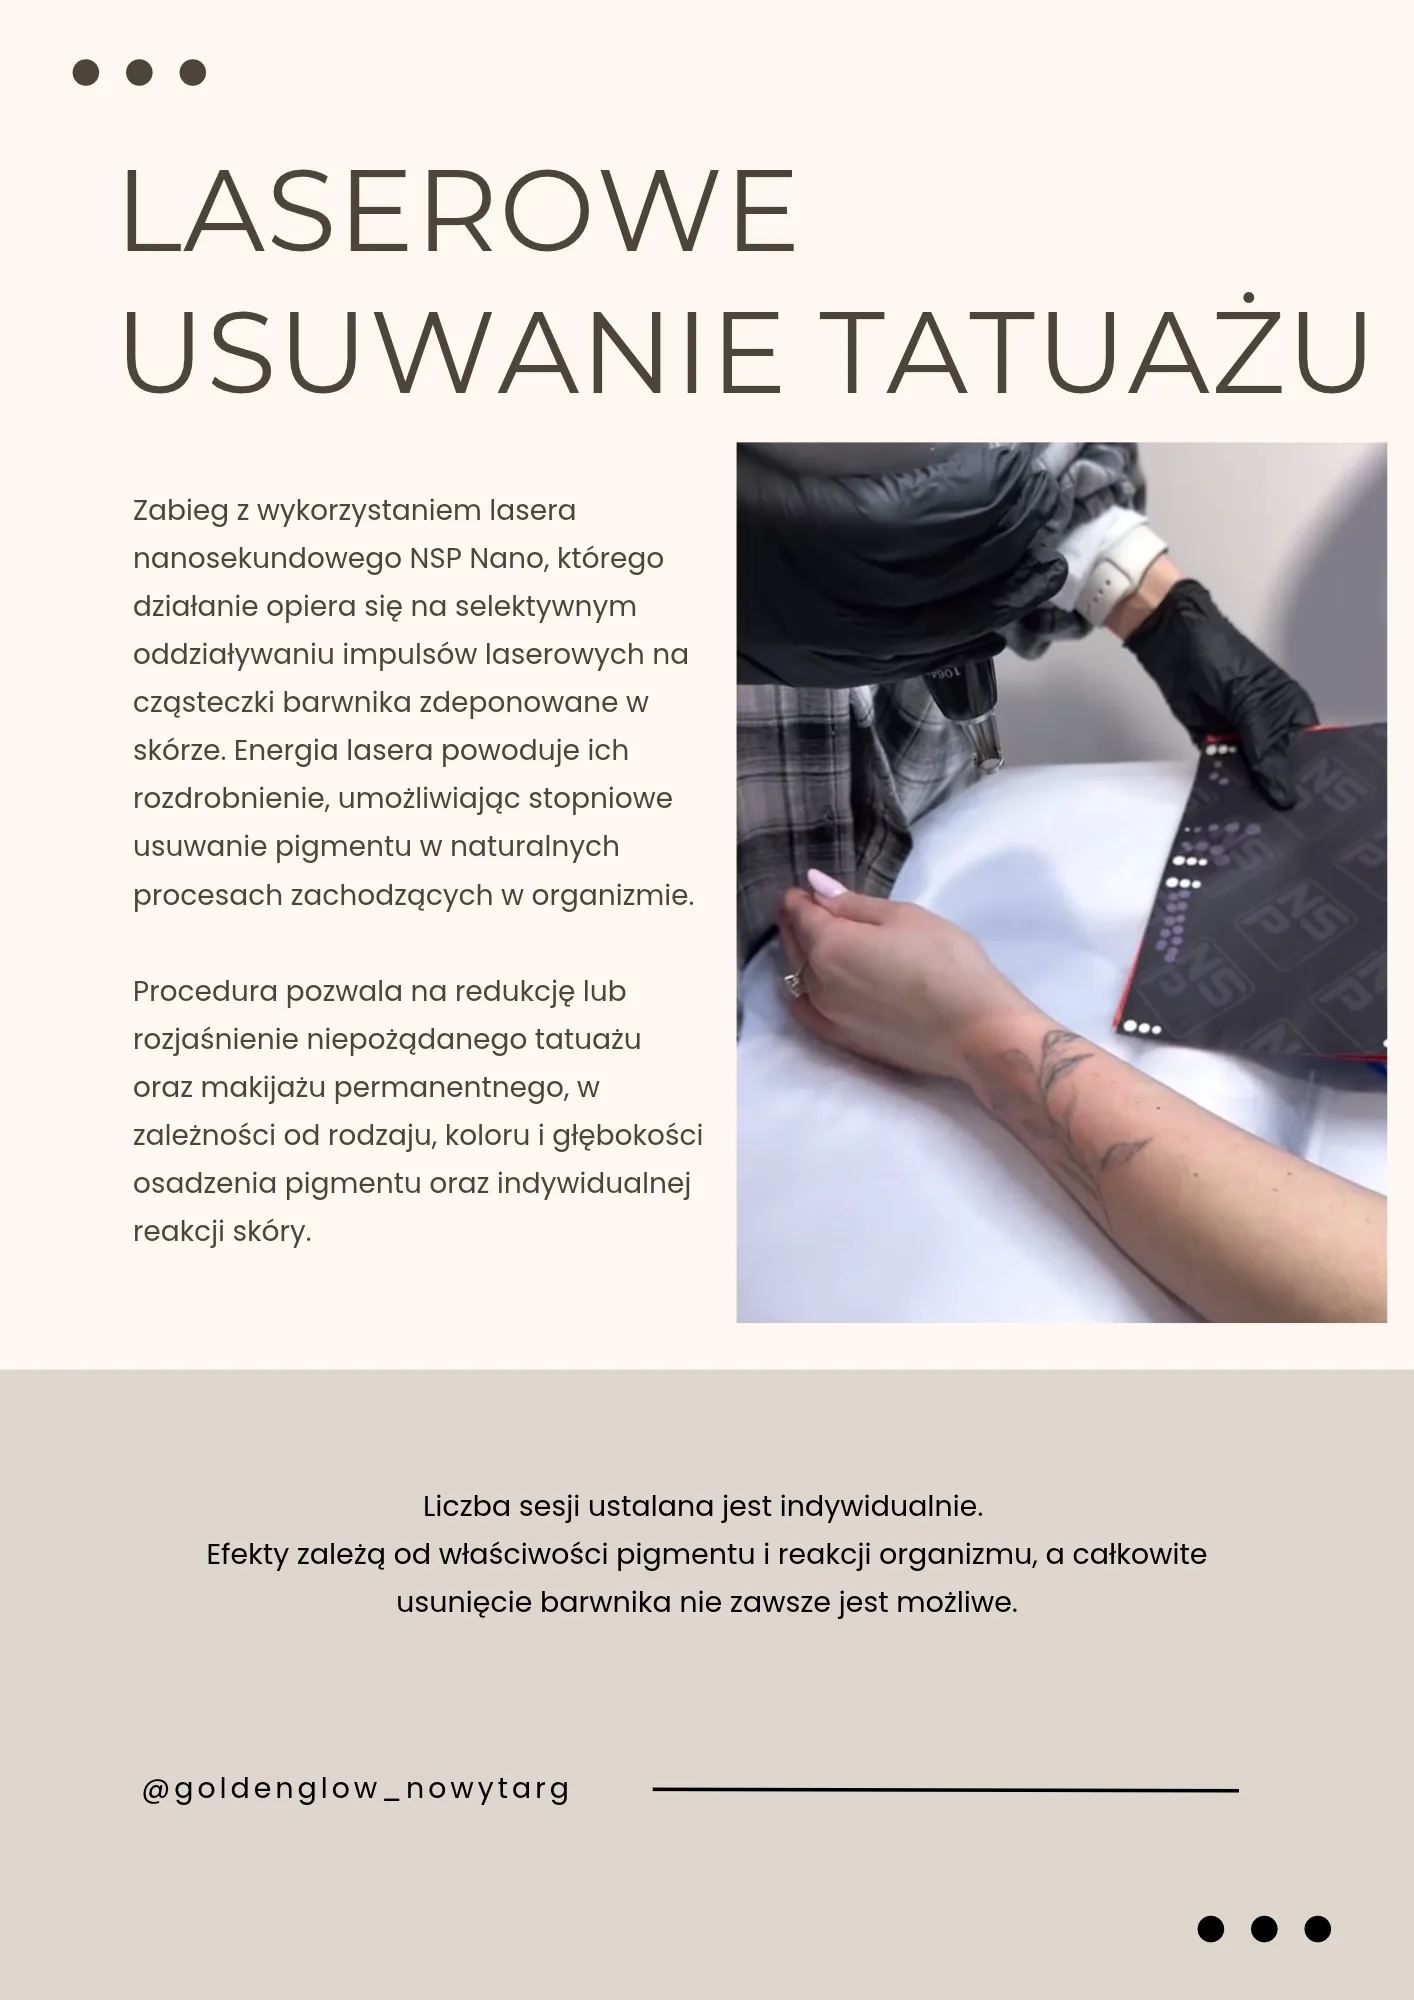 LASEROWE
USUWANIE TATUAŻU
Zabieg z wykorzystaniem lasera
nanosekundowego NSP Nano, którego
działanie opiera się na selektywnym
oddziaływaniu impulsów laserowych na
cząsteczki barwnika zdeponowane w
skórze. Energia lasera powoduje ich
rozdrobnienie, umożliwiając stopniowe
usuwanie pigmentu w naturalnych
procesach zachodzących w organizmie.
Procedura pozwala na redukcję lub
rozjaśnienie niepożądanego tatuażu
oraz makijażu permanentnego, w
zależności od rodzaju, koloru i głębokości
osadzenia pigmentu oraz indywidualnej
reakcji skóry.
1064
NS
P
NS
P
NS
P
Liczba sesji ustalana jest indywidualnie.
Efekty zależą od właściwości pigmentu i reakcji organizmu, a całkowite
usunięcie barwnika nie zawsze jest możliwe.
@goldenglow_nowytarg